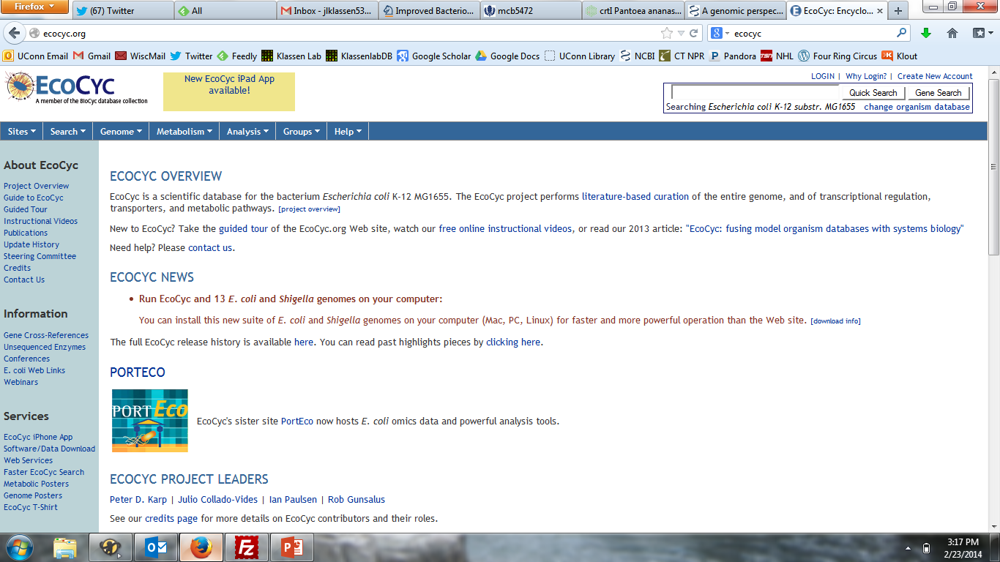 Firefox
(67) Twitter
All
Inbox - jlklassen53...
Improved Bacterio...
mcb5472
crtI Pantoea ananas...
A genomic perspec...
EcoCyc: Encyclo...
ecocyc.org
ecocyc
UConn Email Gmail WiscMail Twitter Feedly Klassen Lab KlassenlabDB Google Scholar Google Docs UConn Library NCBI CT NPR Pandora NHL Four Ring Circus Klout
EcoCyc
A member of the BioCyc database collection
New EcoCyc iPad App
available!
LOGIN | Why Login? | Create New Account
Quick Search Gene Search
Searching Escherichia coli K-12 substr. MG1655 change organism database
Sites Search Genome Metabolism Analysis Groups Help
About EcoCyc
Project Overview
Guide to EcoCyc
Guided Tour
Instructional Videos
Publications
Update History
Steering Committee
Credits
Contact Us
Information
Gene Cross-References
Unsequenced Enzymes
Conferences
E. coli Web Links
Webinars
Services
EcoCyc iPhone App
Software/Data Download
Web Services
Faster EcoCyc Search
Metabolic Posters
Genome Posters
EcoCyc T-Shirt
ECOCYC OVERVIEW
EcoCyc is a scientific database for the bacterium Escherichia coli K-12 MG1655. The EcoCyc project performs literature-based curation of the entire genome, and of transcriptional regulation,
transporters, and metabolic pathways. [project overview]
New to EcoCyc? Take the guided tour of the EcoCyc.org Web site, watch our free online instructional videos, or read our 2013 article: "EcoCyc: fusing model organism databases with systems biology"
Need help? Please contact us.
ECOCYC NEWS
• Run EcoCyc and 13 E. coli and Shigella genomes on your computer:
You can install this new suite of E. coli and Shigella genomes on your computer (Mac, PC, Linux) for faster and more powerful operation than the Web site. [download info]
The full EcoCyc release history is available here. You can read past highlights pieces by clicking here.
PORTECO
PORT Eco
EcoCyc's sister site PortEco now hosts E. coli omics data and powerful analysis tools.
ECOCYC PROJECT LEADERS
Peter D. Karp | Julio Collado-Vides | Ian Paulsen | Rob Gunsalus
See our credits page for more details on EcoCyc contributors and their roles.
3:17 PM
2/23/2014